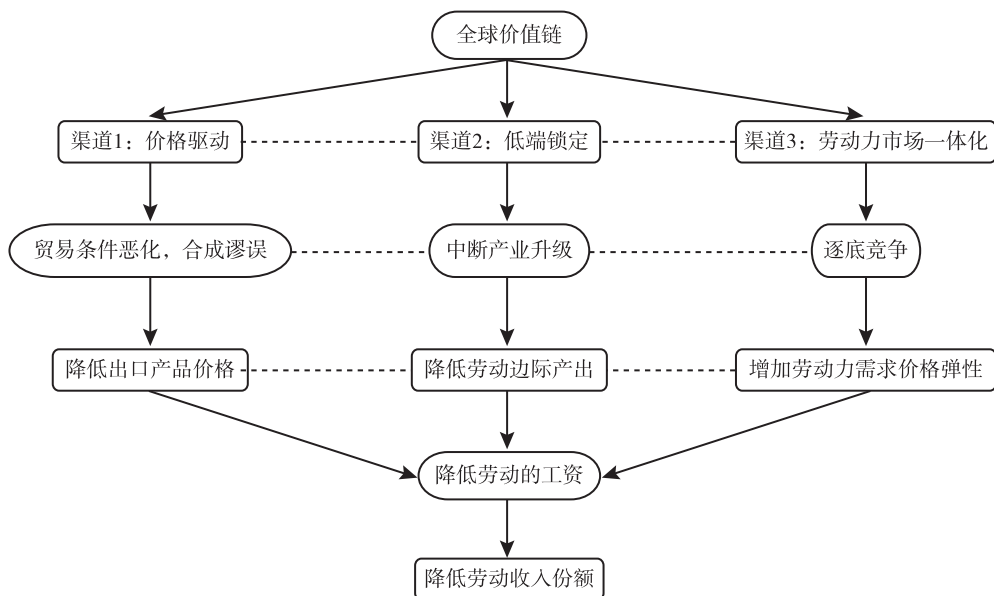 全球价值链
渠道1：价格驱动
渠道2：低端锁定
渠道3：劳动力市场一体化
贸易条件恶化，合成谬误
中断产业升级
逐底竞争
降低出口产品价格
降低劳动边际产出
增加劳动力需求价格弹性
降低劳动的工资
降低劳动收入份额